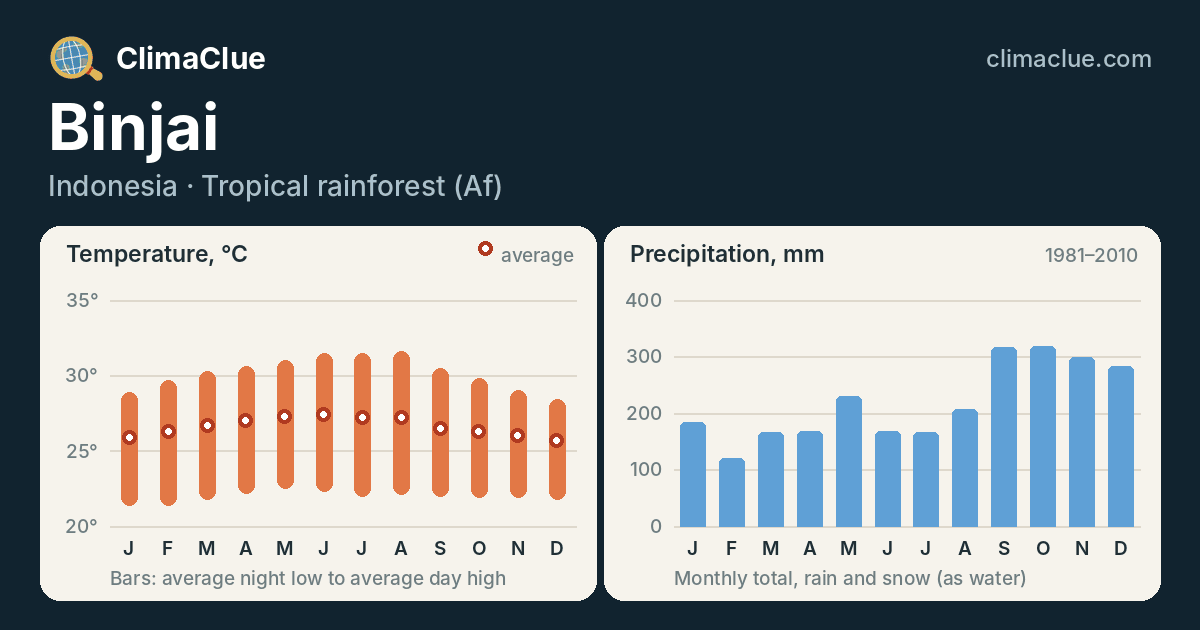 ClimaClue
climaclue.com
Binjai
Indonesia · Tropical rainforest (Af)
Temperature, °C
average
35°
30°
25°
20°
J F M A M J J A S O N D
Bars: average night low to average day high
Precipitation, mm
1981–2010
400
300
200
100
0
J F M A M J J A S O N D
Monthly total, rain and snow (as water)